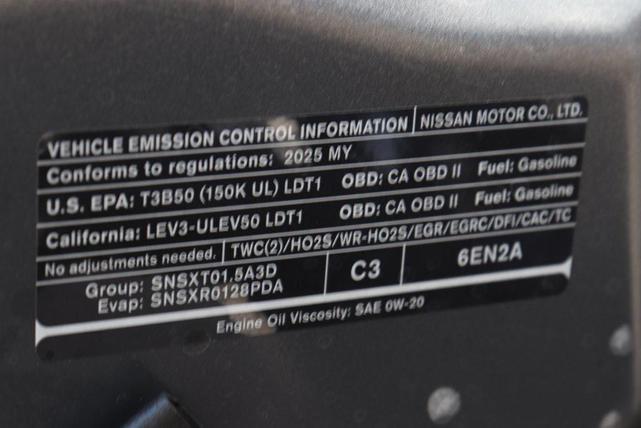 VEHICLE EMISSION CONTROL INFORMATION NISSAN MOTOR CO., LTD.
Conforms to regulations: 2025 MY
U.S. EPA: T3B50 (150K UL) LDT1 OBD: CA OBD II Fuel: Gasoline
California: LEV3-ULEV50 LDT1 OBD: CA OBD II Fuel: Gasoline
No adjustments needed. TWC(2)/HO2S/WR-HO2S/EGR/EGRC/DFI/CAC/TC
Group: SNSXT01.5A3D C3 6EN2A
Evap: SNSXR0128PDA
Engine Oil Viscosity: SAE 0W-20